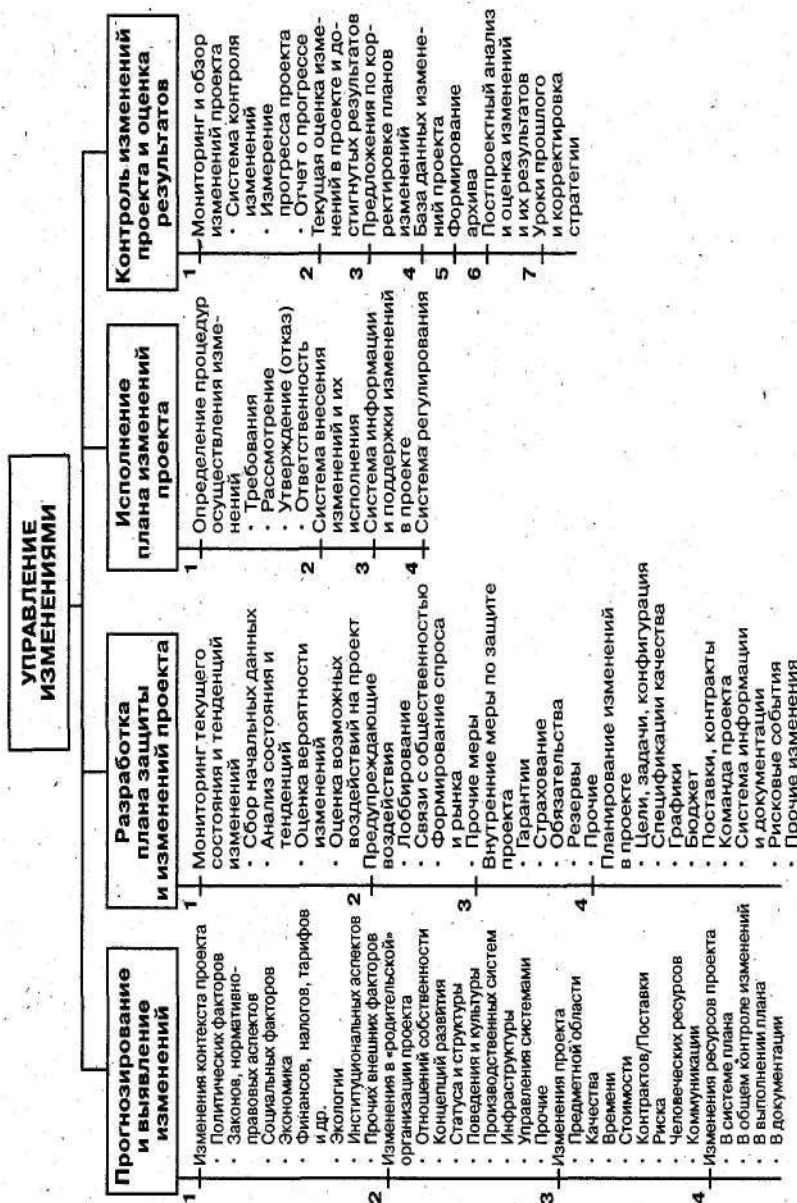 УПРАВЛЕНИЕ
ИЗМЕНЕНИЯМИ
Прогнозирование
и выявление
изменений
1 Изменения контекста проекта
• Политических факторов
• Законов, нормативно-
правовых аспектов
• Социальных факторов
• Экономика
• Финансов, налогов, тарифов
и др.
• Экологии
• Институциональных аспектов
• Прочих внешних факторов
2 Изменения в «родительской»
организации проекта
• Отношений собственности
• Концепций развития
• Статуса и структуры
• Поведения и культуры
• Производственных систем
• Инфраструктуры
• Управления системами
• Прочие
3 Изменения проекта
• Предметной области
• Качества
• Времени
• Стоимости
• Контрактов/Поставки
• Риска
• Человеческих ресурсов
• Коммуникации
4 Изменения ресурсов проекта
• В системе плана
• В общем контроле изменений
• В выполнении плана
• В документации
Разработка
плана защиты
и изменений проекта
1 Мониторинг текущего
состояния и тенденций
изменений
• Сбор начальных данных
• Анализ состояния и
тенденций
• Оценка вероятности
изменений
• Оценка возможных
воздействий на проект
2 Предупреждающие
воздействия
• Лоббирование
• Связи с общественностью
• Формирование спроса
и рынка
• Прочие меры
3 Внутренние меры по защите
проекта
• Гарантии
• Страхование
• Обязательства
• Резервы
• Прочие
4 Планирование изменений
в проекте
• Цели, задачи, конфигурация
• Спецификации качества
• Графики
• Бюджет
• Поставки, контракты
• Команда проекта
• Система информации
и документации
• Рисковые события
• Прочие изменения
Исполнение
плана изменений
проекта
1 Определение процедур
осуществления изме-
нений
• Требования
• Рассмотрение
• Утверждение (отказ)
• Ответственность
2 Система внесения
изменений и их
исполнения
3 Система информации
и поддержки изменений
в проекте
4 Система регулирования
Контроль изменений
проекта и оценка
результатов
1 Мониторинг и обзор
изменений проекта
• Система контроля
изменений
• Измерение
прогресса проекта
• Отчет о прогрессе
2 Текущая оценка изме-
нений в проекте и до-
стигнутых результатов
3 Предложения по кор-
ректировке планов
изменений
4 База данных измене-
ний проекта
5 Формирование
архива
6 Постпроектный анализ
и оценка изменений
и их результатов
7 Уроки прошлого
и корректировка
стратегии